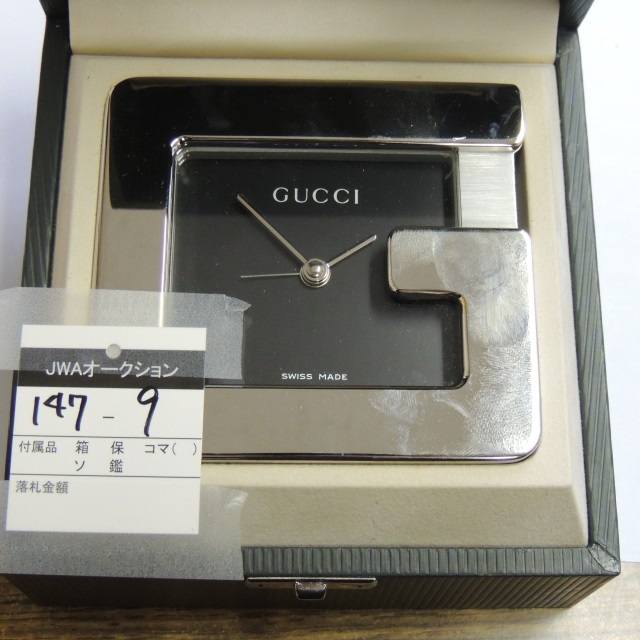 GUCCI
SWISS MADE
JWAオークション
147-9
付属品 箱 保 コマ( )
ソ 鑑
落札金額